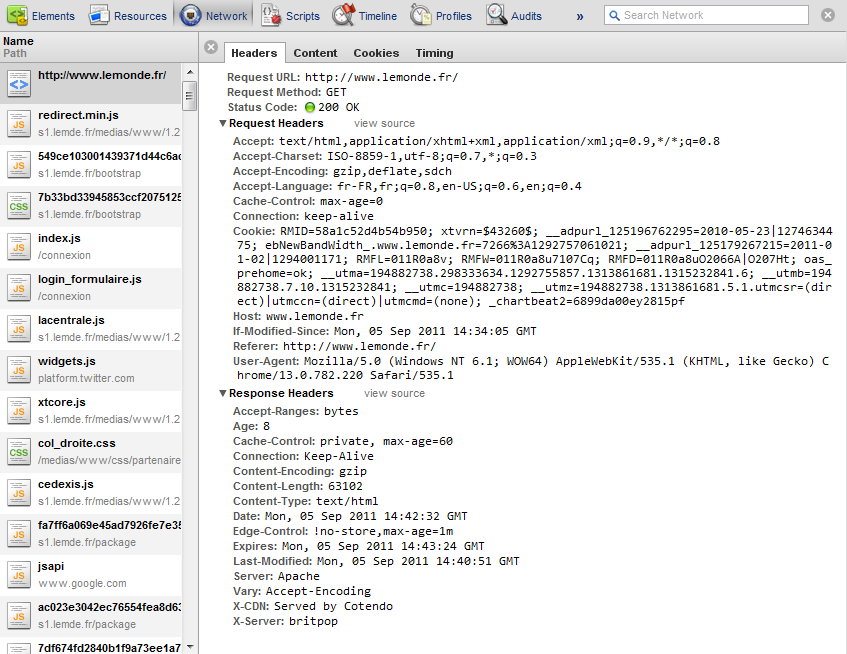 Elements Resources Network Scripts Timeline Profiles Audits » Search Network
Name
Path
http://www.lemonde.fr/
redirect.min.js
s1.lemde.fr/medias/www/1.2
549ce103001439371d44c6ac
s1.lemde.fr/bootstrap
7b33bd33945853ccf2075125
s1.lemde.fr/bootstrap
index.js
/connexion
login_formulaire.js
/connexion
lacentrale.js
s1.lemde.fr/medias/www/1.2
widgets.js
platform.twitter.com
xtcore.js
s1.lemde.fr/medias/www/1.2
col_droite.css
/medias/www/css/partenaire
cedexis.js
s1.lemde.fr/medias/www/1.2
fa7ff6a069e45ad7926fe7e35
s1.lemde.fr/package
jsapi
www.google.com
ac023e3042ec76554fea8d63
s1.lemde.fr/package
7df674fd2840b1f9a73ee1a7
Headers Content Cookies Timing
Request URL: http://www.lemonde.fr/
Request Method: GET
Status Code: 200 OK
Request Headers view source
Accept: text/html,application/xhtml+xml,application/xml;q=0.9,*/*;q=0.8
Accept-Charset: ISO-8859-1,utf-8;q=0.7,*;q=0.3
Accept-Encoding: gzip,deflate,sdch
Accept-Language: fr-FR,fr;q=0.8,en-US;q=0.6,en;q=0.4
Cache-Control: max-age=0
Connection: keep-alive
Cookie: RMID=58a1c52d4b54b950; xtvrn=$43260$; __adpurl_125196762295=2010-05-23|12746344
75; ebNewBandWidth_.www.lemonde.fr=7266%3A1292757061021; __adpurl_125179267215=2011-0
1-02|1294001171; RMFL=011R0a8v; RMFW=011R0a8u7107Cq; RMFD=011R0a8uO2066A|O207Ht; oas_
prehome=ok; __utma=194882738.298333634.1292755857.1313861681.1315232841.6; __utmb=194
882738.7.10.1315232841; __utmc=194882738; __utmz=194882738.1313861681.5.1.utmcsr=(dir
ect)|utmccn=(direct)|utmcmd=(none); _chartbeat2=6899da00ey2815pf
Host: www.lemonde.fr
If-Modified-Since: Mon, 05 Sep 2011 14:34:05 GMT
Referer: http://www.lemonde.fr/
User-Agent: Mozilla/5.0 (Windows NT 6.1; WOW64) AppleWebKit/535.1 (KHTML, like Gecko) C
hrome/13.0.782.220 Safari/535.1
Response Headers view source
Accept-Ranges: bytes
Age: 8
Cache-Control: private, max-age=60
Connection: Keep-Alive
Content-Encoding: gzip
Content-Length: 63102
Content-Type: text/html
Date: Mon, 05 Sep 2011 14:42:32 GMT
Edge-Control: !no-store,max-age=1m
Expires: Mon, 05 Sep 2011 14:43:24 GMT
Last-Modified: Mon, 05 Sep 2011 14:40:51 GMT
Server: Apache
Vary: Accept-Encoding
X-CDN: Served by Cotendo
X-Server: britpop